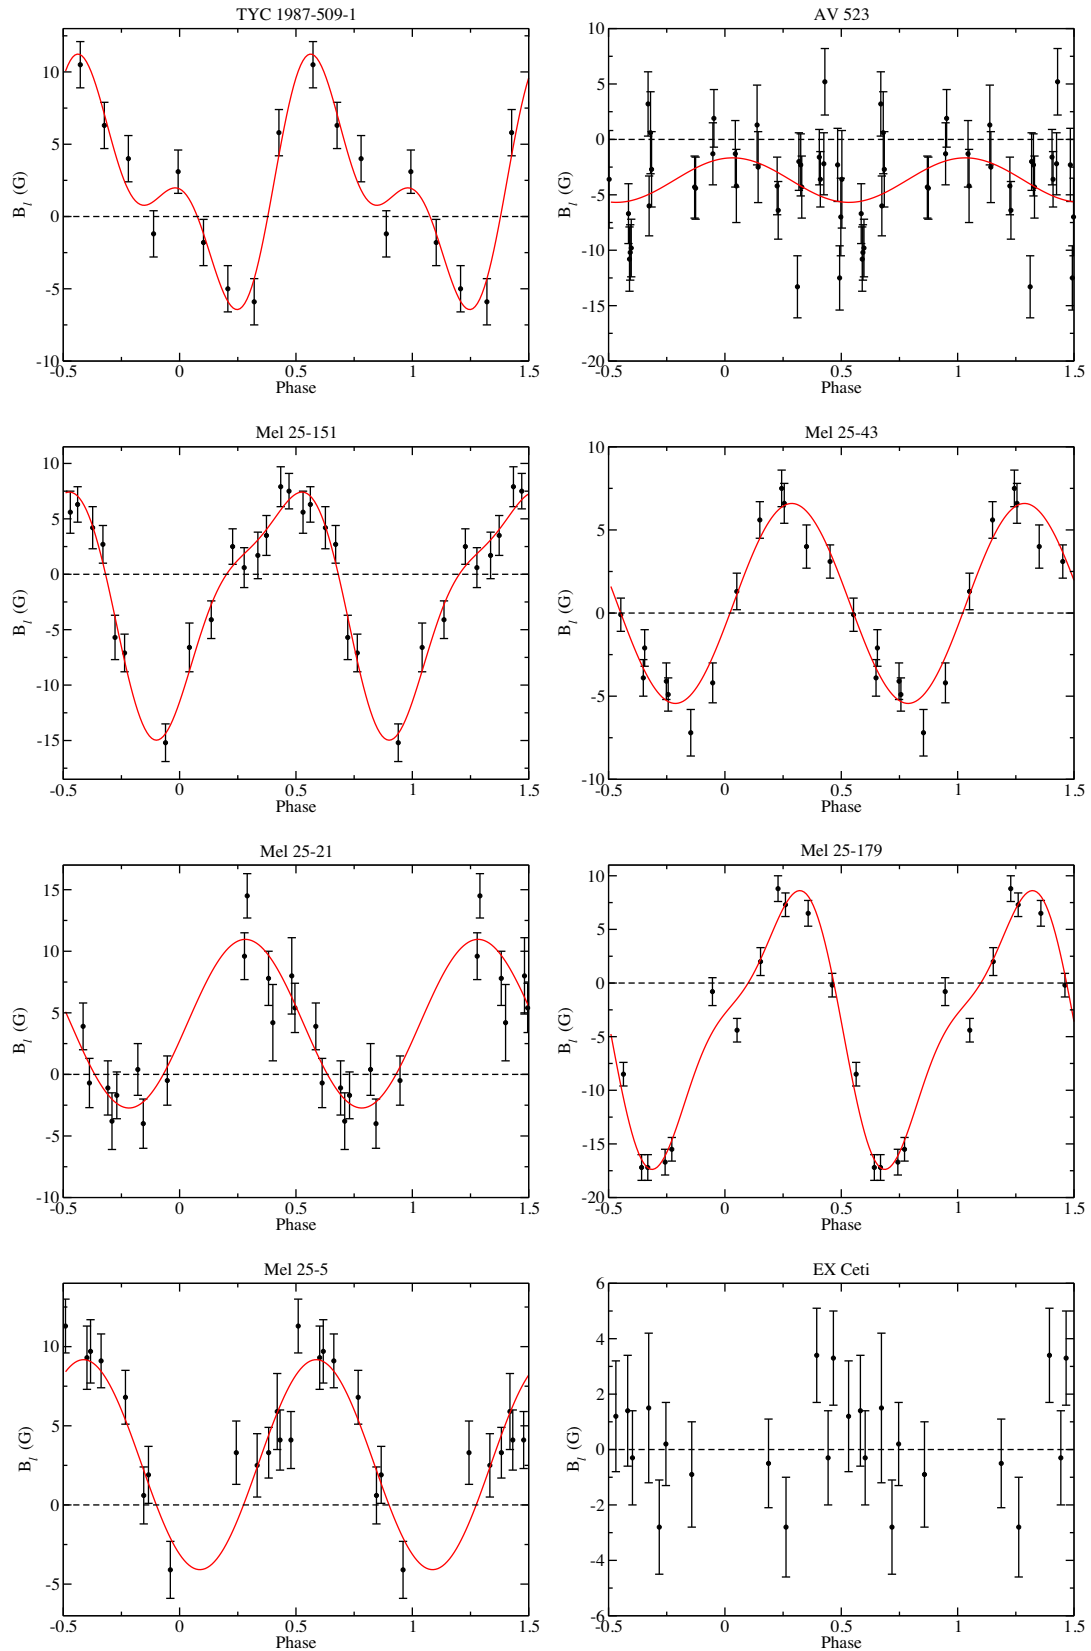 TYC 1987-509-1
AV 523
10
5
0
-5
-10
B_l (G)
-0.5 0 0.5 1 1.5
Phase
10
5
0
-5
-10
-15
-20
B_l (G)
-0.5 0 0.5 1 1.5
Phase
Mel 25-151
Mel 25-43
10
5
0
-5
-10
-15
B_l (G)
-0.5 0 0.5 1 1.5
Phase
10
5
0
-5
-10
B_l (G)
-0.5 0 0.5 1 1.5
Phase
Mel 25-21
Mel 25-179
15
10
5
0
-5
-10
B_l (G)
-0.5 0 0.5 1 1.5
Phase
10
5
0
-5
-10
-15
-20
B_l (G)
-0.5 0 0.5 1 1.5
Phase
Mel 25-5
EX Ceti
10
5
0
-5
B_l (G)
-0.5 0 0.5 1 1.5
Phase
6
4
2
0
-2
-4
-6
B_l (G)
-0.5 0 0.5 1 1.5
Phase